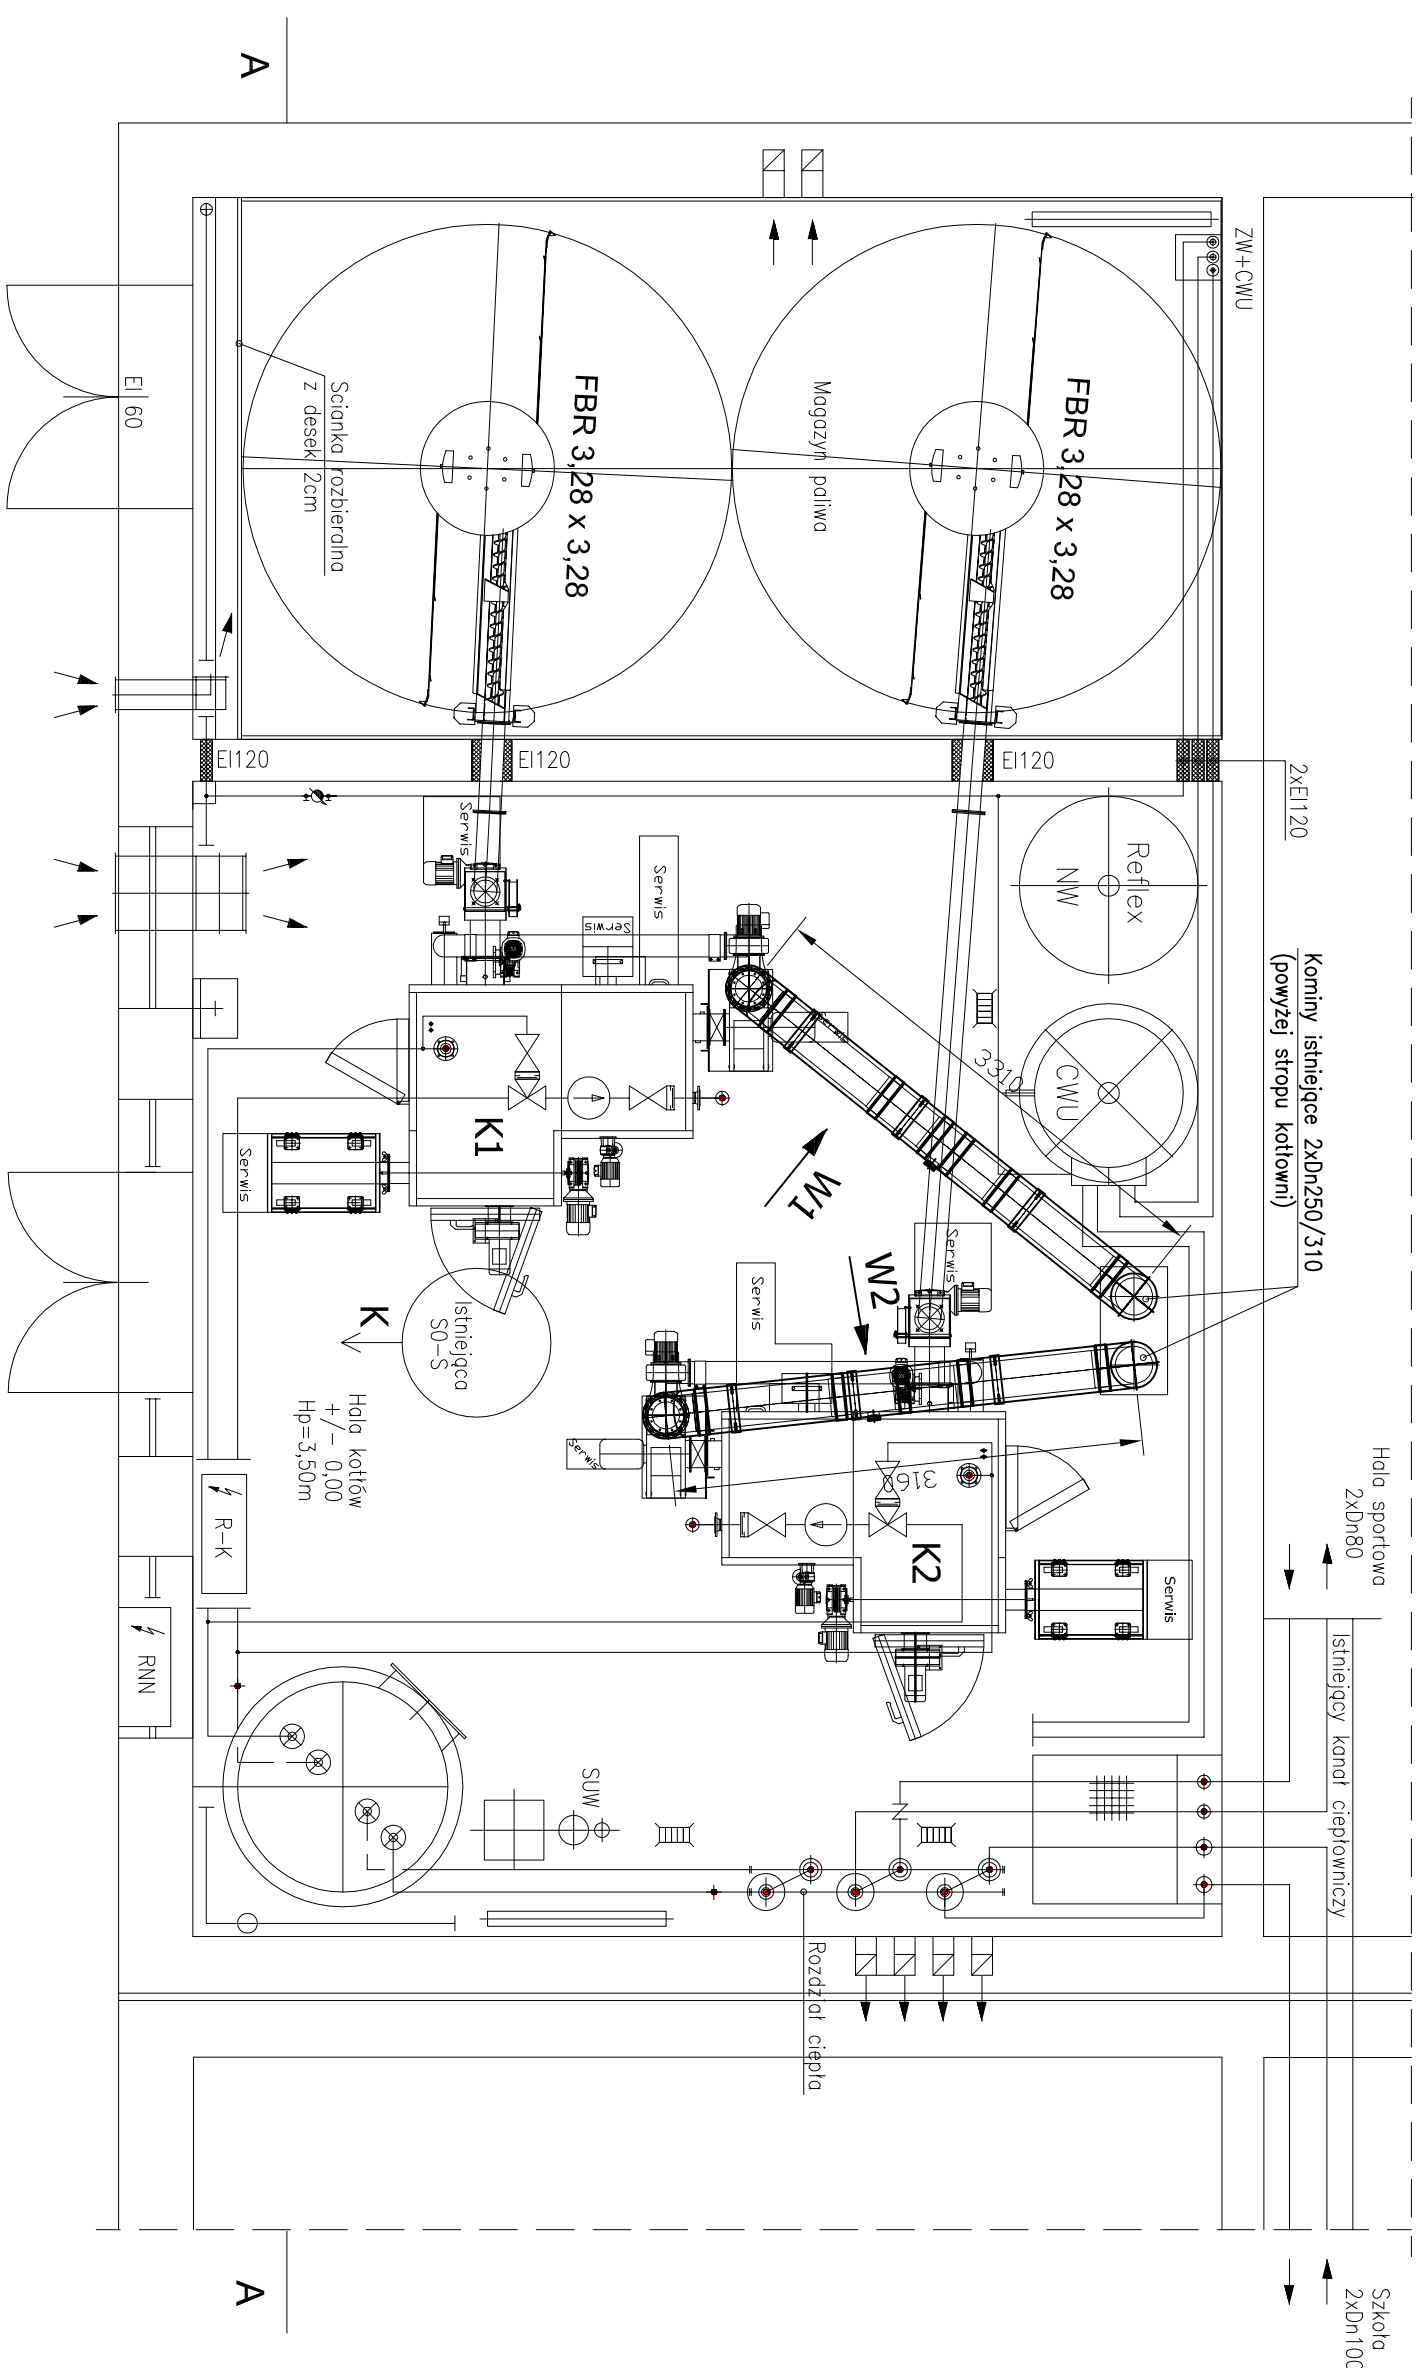 A
ZW+CWU
EI 60
Scianka rozbieralna
z desek 2cm
FBR 3,28 x 3,28
Magazyn paliwa
FBR 3,28 x 3,28
EI120
EI120
EI120
2xEI120
Serwis
Serwis
Serwis
Reflex
NW
CWU
Kominy istniejące 2xDn250/310
(powyżej stropu kotłowni)
3310
K1
Serwis
W1
W2
Serwis
Serwis
K
Istniejąca
SO-S
Hala kotłów
+/- 0,00
Hp=3,50m
Serwis
3160
K2
Serwis
Hala sportowa
2xDn80
R-K
RNN
Istniejący kanał ciepłowniczy
SUW
Rozdział ciepła
A
Szkoła
2xDn100